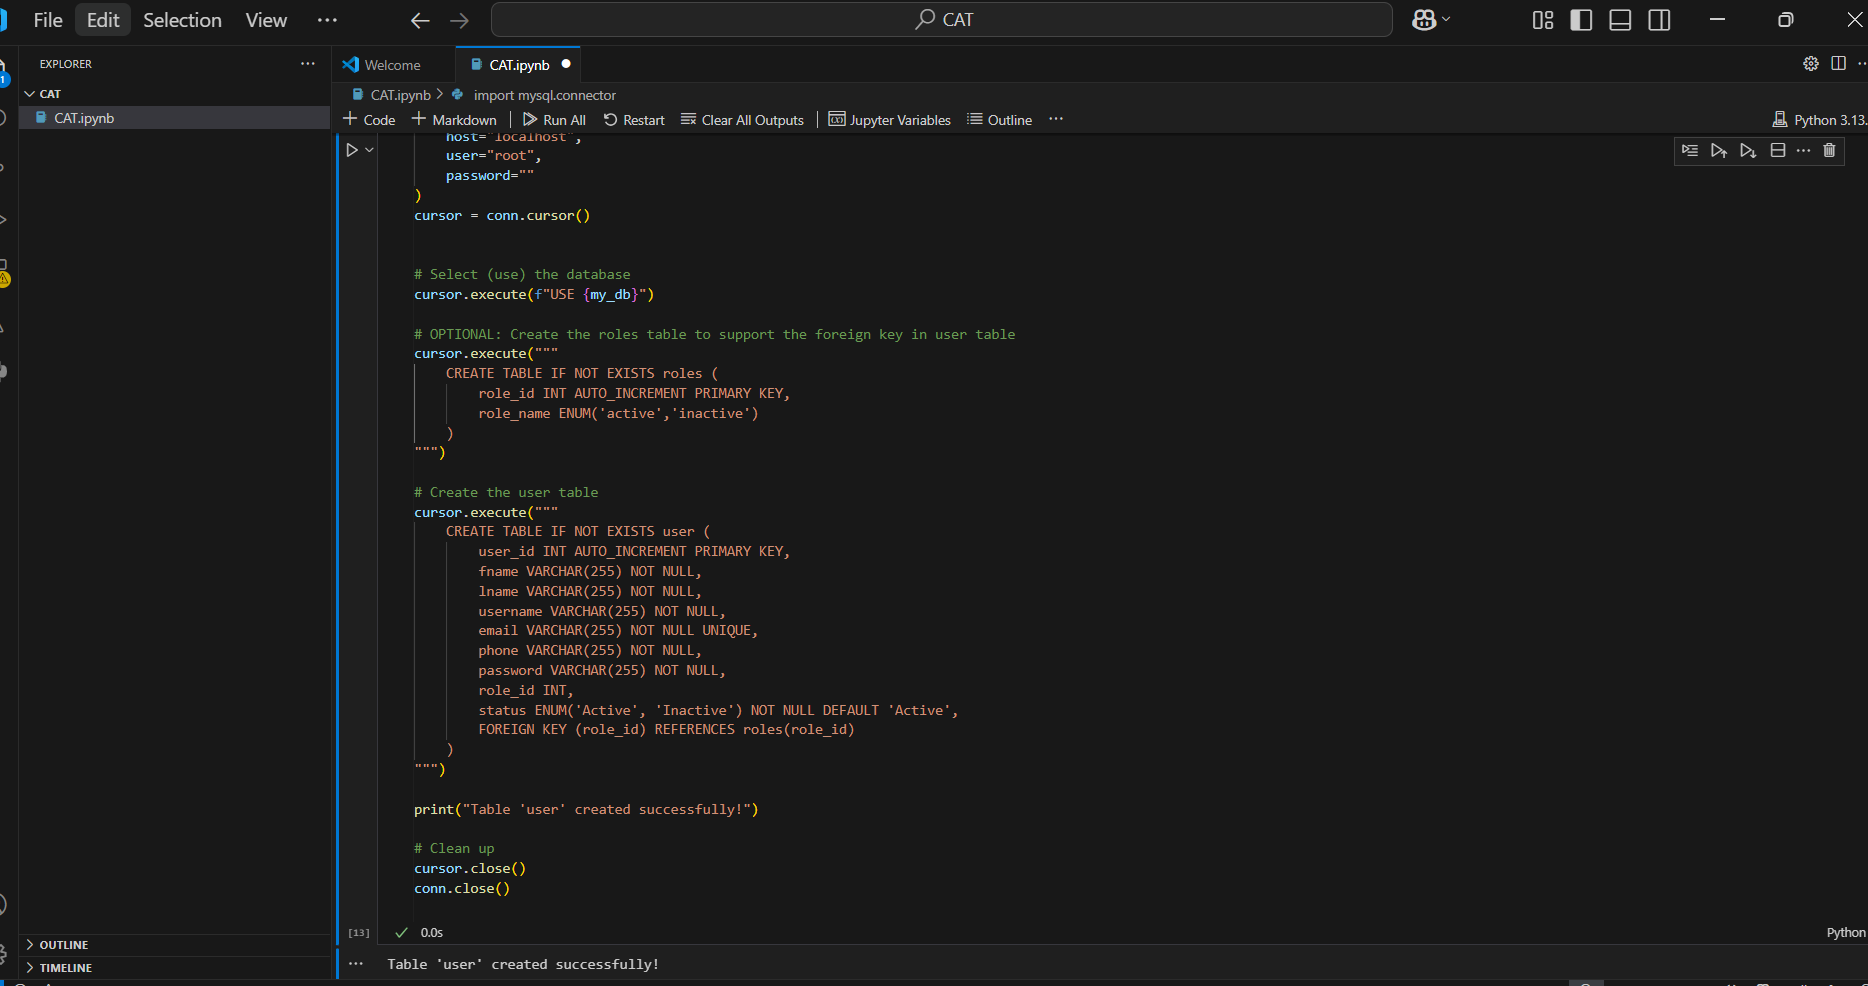 File Edit Selection View ··· CAT
EXPLORER ···
Welcome CAT.ipynb
CAT
CAT.ipynb
CAT.ipynb > import mysql.connector
+ Code + Markdown | Run All Restart Clear All Outputs | Jupyter Variables Outline ··· Python 3.13.
host="localhost",
user="root",
password=""
)
cursor = conn.cursor()
# Select (use) the database
cursor.execute(f"USE {my_db}")
# OPTIONAL: Create the roles table to support the foreign key in user table
cursor.execute("""
CREATE TABLE IF NOT EXISTS roles (
role_id INT AUTO_INCREMENT PRIMARY KEY,
role_name ENUM('active','inactive')
)
""")
# Create the user table
cursor.execute("""
CREATE TABLE IF NOT EXISTS user (
user_id INT AUTO_INCREMENT PRIMARY KEY,
fname VARCHAR(255) NOT NULL,
lname VARCHAR(255) NOT NULL,
username VARCHAR(255) NOT NULL,
email VARCHAR(255) NOT NULL UNIQUE,
phone VARCHAR(255) NOT NULL,
password VARCHAR(255) NOT NULL,
role_id INT,
status ENUM('Active', 'Inactive') NOT NULL DEFAULT 'Active',
FOREIGN KEY (role_id) REFERENCES roles(role_id)
)
""")
print("Table 'user' created successfully!")
# Clean up
cursor.close()
conn.close()
[13] ✓ 0.0s Python
OUTLINE
TIMELINE
··· Table 'user' created successfully!